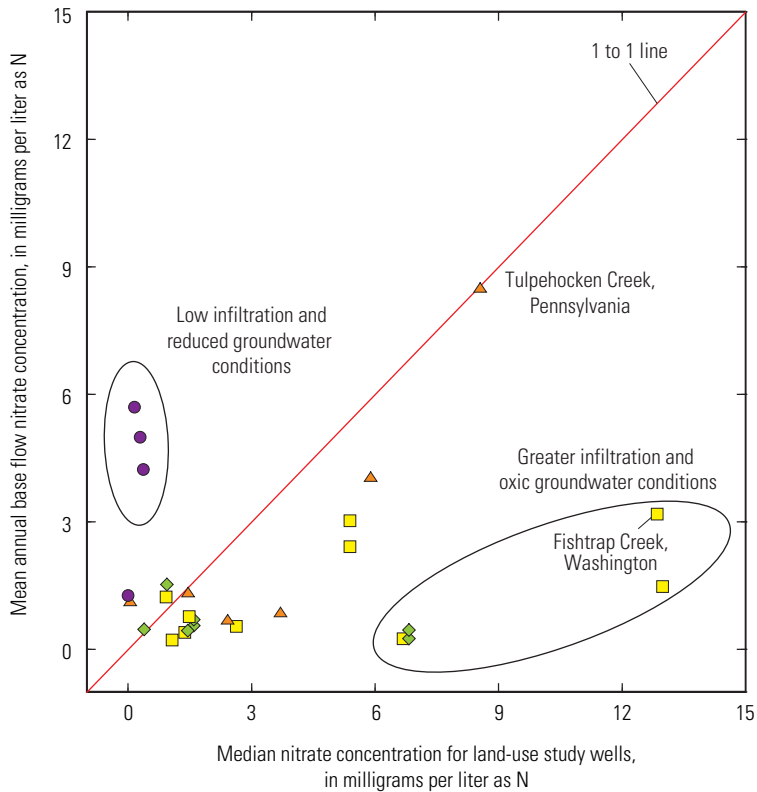 15
12
9
6
3
0
Mean annual base flow nitrate concentration, in milligrams per liter as N
1 to 1 line
Tulpehocken Creek,
Pennsylvania
Low infiltration and
reduced groundwater
conditions
Greater infiltration and
oxic groundwater conditions
Fishtrap Creek,
Washington
0
3
6
9
12
15
Median nitrate concentration for land-use study wells,
in milligrams per liter as N